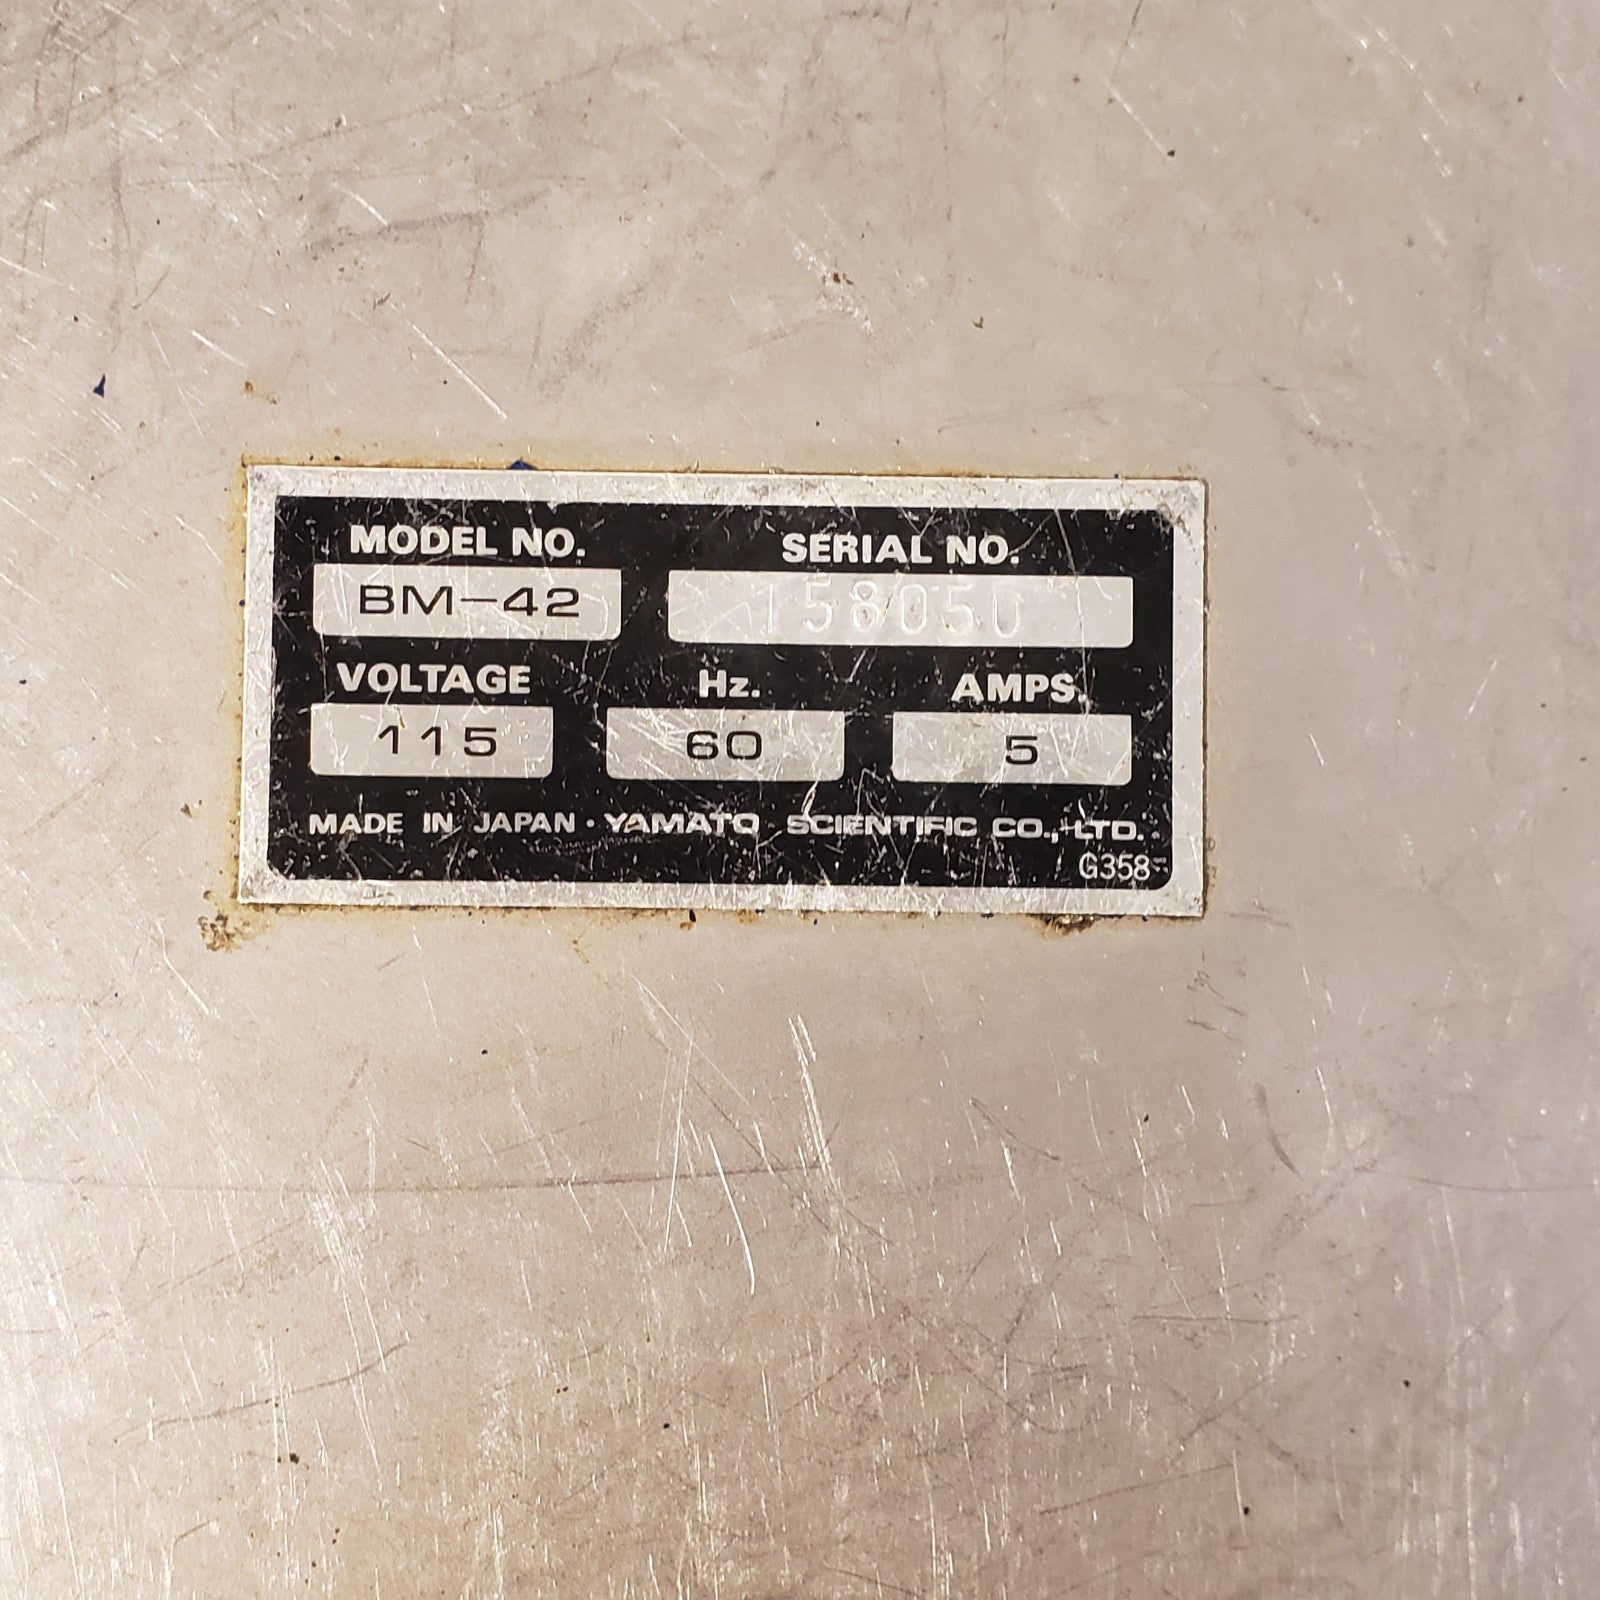 MODEL NO. SERIAL NO.
BM-42 158050
VOLTAGE Hz. AMPS.
115 60 5
MADE IN JAPAN · YAMATO SCIENTIFIC CO., LTD.
G358